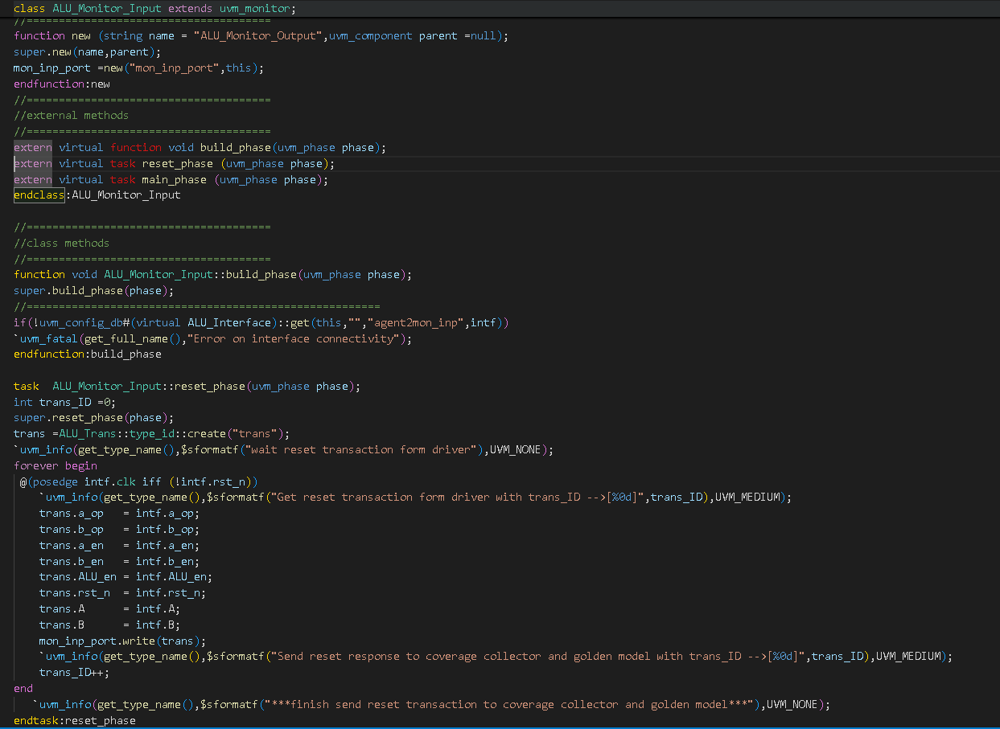 class ALU_Monitor_Input extends uvm_monitor;
//======================================
function new (string name = "ALU_Monitor_Output",uvm_component parent =null);
super.new(name,parent);
mon_inp_port =new("mon_inp_port",this);
endfunction:new
//======================================
//external methods
//======================================
extern virtual function void build_phase(uvm_phase phase);
extern virtual task reset_phase (uvm_phase phase);
extern virtual task main_phase (uvm_phase phase);
endclass:ALU_Monitor_Input
//======================================
//class methods
//======================================
function void ALU_Monitor_Input::build_phase(uvm_phase phase);
super.build_phase(phase);
//=======================================================
if(!uvm_config_db#(virtual ALU_Interface)::get(this,"","agent2mon_inp",intf))
`uvm_fatal(get_full_name(),"Error on interface connectivity");
endfunction:build_phase
task  ALU_Monitor_Input::reset_phase(uvm_phase phase);
int trans_ID =0;
super.reset_phase(phase);
trans =ALU_Trans::type_id::create("trans");
`uvm_info(get_type_name(),$sformatf("wait reset transaction form driver"),UVM_NONE);
forever begin
@(posedge intf.clk iff (!intf.rst_n))
`uvm_info(get_type_name(),$sformatf("Get reset transaction form driver with trans_ID -->[%0d]",trans_ID),UVM_MEDIUM);
trans.a_op   = intf.a_op;
trans.b_op   = intf.b_op;
trans.a_en   = intf.a_en;
trans.b_en   = intf.b_en;
trans.ALU_en = intf.ALU_en;
trans.rst_n  = intf.rst_n;
trans.A      = intf.A;
trans.B      = intf.B;
mon_inp_port.write(trans);
`uvm_info(get_type_name(),$sformatf("Send reset response to coverage collector and golden model with trans_ID -->[%0d]",trans_ID),UVM_MEDIUM);
trans_ID++;
end
`uvm_info(get_type_name(),$sformatf("***finish send reset transaction to coverage collector and golden model***"),UVM_NONE);
endtask:reset_phase